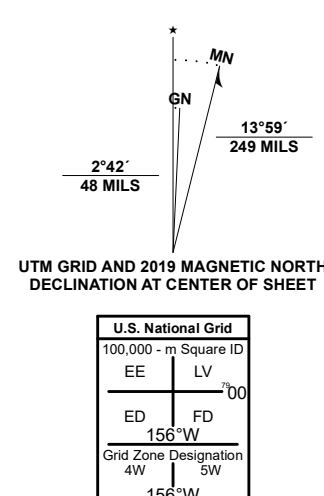 ★
MN
GN
13°59´
249 MILS
2°42´
48 MILS
UTM GRID AND 2019 MAGNETIC NORTH
DECLINATION AT CENTER OF SHEET
U.S. National Grid
100,000 - m Square ID
EE LV
7900
ED FD
156°W
Grid Zone Designation
4W 5W
156°W